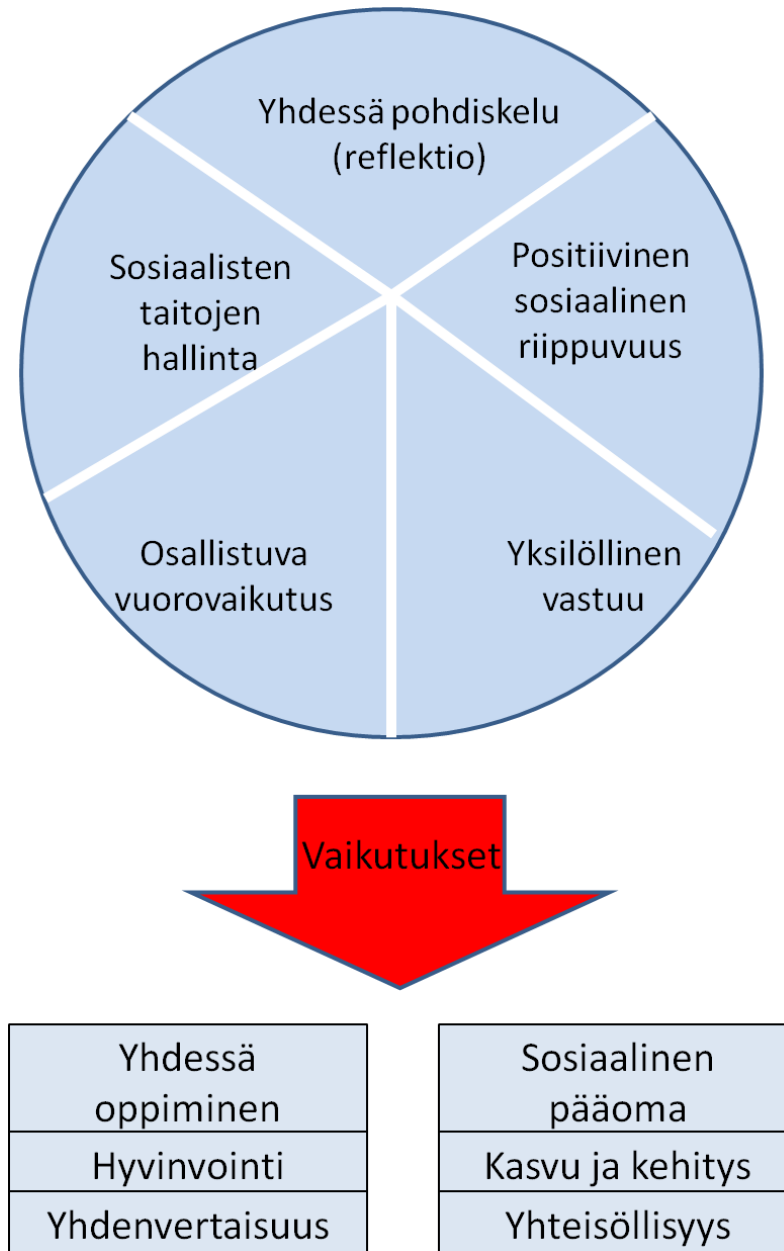 Yhdessä pohdiskelu
(reflektio)
Sosiaalisten
taitojen
hallinta
Positiivinen
sosiaalinen
riippuvuus
Osallistuva
vuorovaikutus
Yksilöllinen
vastuu
Vaikutukset
Yhdessä
oppiminen
Hyvinvointi
Yhdenvertaisuus
Sosiaalinen
pääoma
Kasvu ja kehitys
Yhteisöllisyys